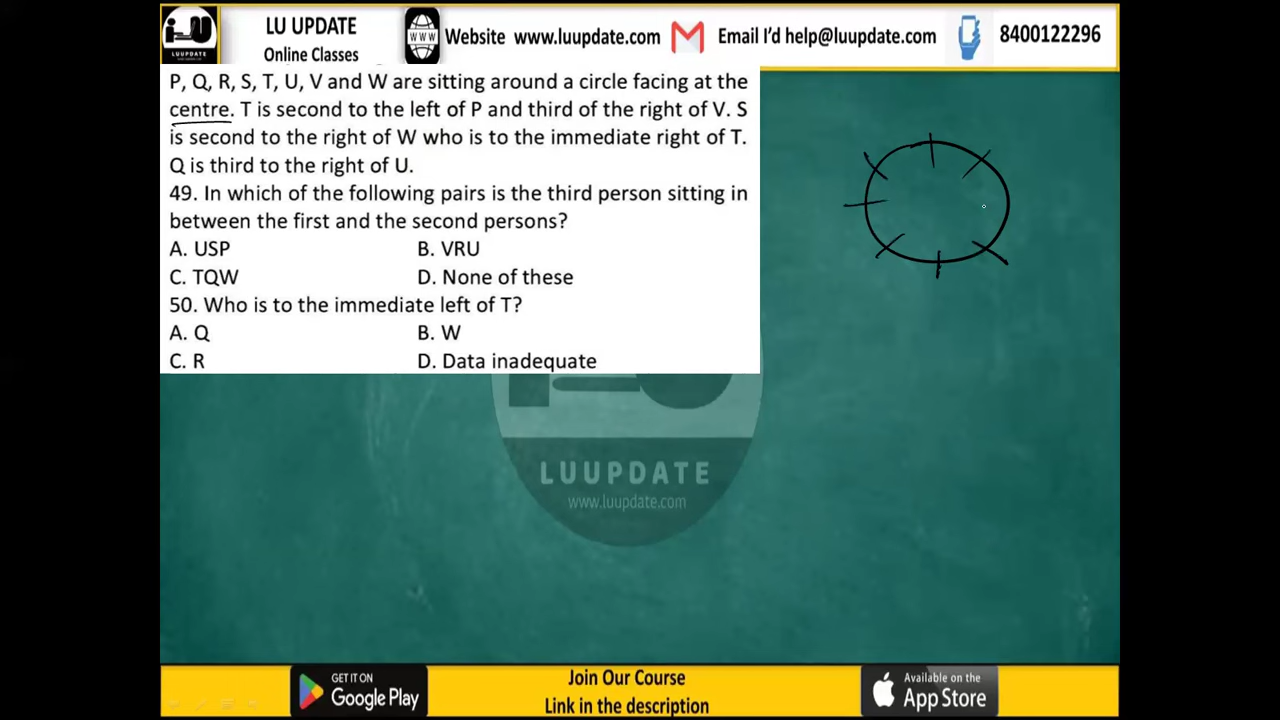 LU UPDATE
Online Classes
LUUPDATE
WWW
Website www.luupdate.com
Email I'd help@luupdate.com
8400122296
P, Q, R, S, T, U, V and W are sitting around a circle facing at the
centre. T is second to the left of P and third of the right of V. S
is second to the right of W who is to the immediate right of T.
Q is third to the right of U.
49. In which of the following pairs is the third person sitting in
between the first and the second persons?
A. USP B. VRU
C. TQW D. None of these
50. Who is to the immediate left of T?
A. Q B. W
C. R D. Data inadequate
LUUPDATE
www.luupdate.com
GET IT ON
Google Play
Join Our Course
Link in the description
Available on the
App Store